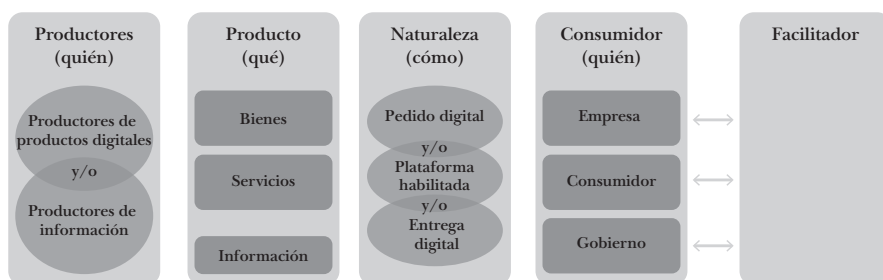 Productores
(quién)
Productores de
productos digitales
y/o
Productores de
información
Producto
(qué)
Bienes
Servicios
Información
Naturaleza
(cómo)
Pedido digital
y/o
Plataforma
habilitada
y/o
Entrega
digital
Consumidor
(quién)
Empresa
Consumidor
Gobierno
Facilitador